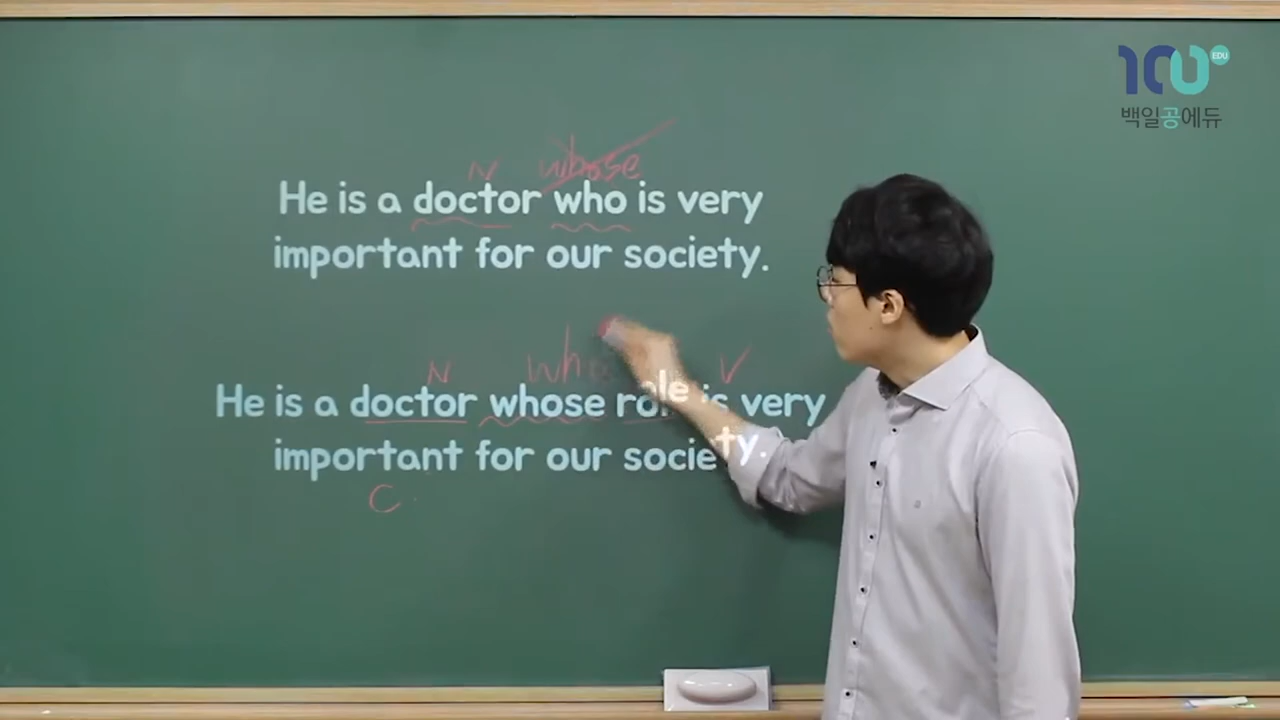 100 EDU
백일공에듀
N whose
He is a doctor who is very
important for our society.
N who V
He is a doctor whose role is very
important for our society.
C